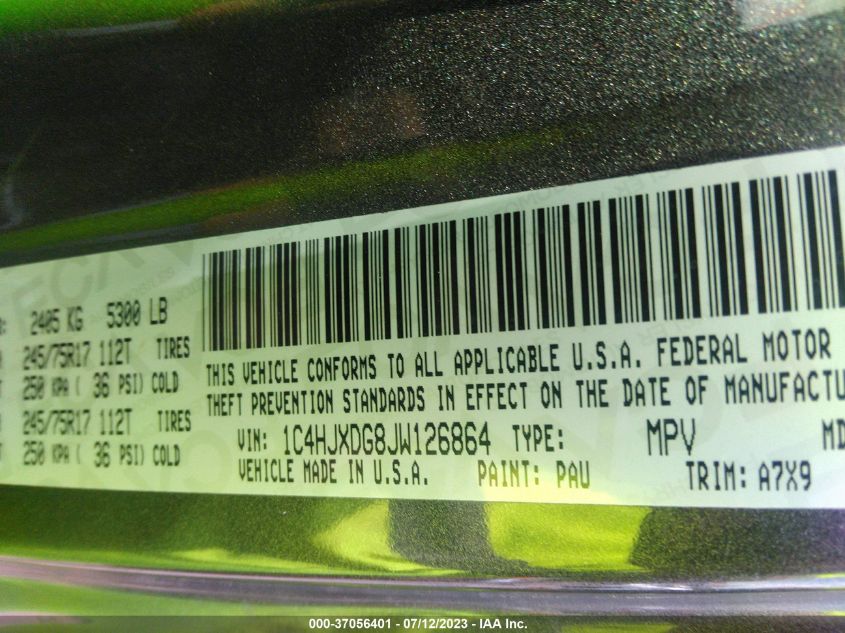 2405 KG 5300 LB
245/75R17 112T TIRES
250 KPA ( 36 PSI) COLD
245/75R17 112T TIRES
250 KPA ( 36 PSI) COLD
THIS VEHICLE CONFORMS TO ALL APPLICABLE U.S.A. FEDERAL MOTOR
THEFT PREVENTION STANDARDS IN EFFECT ON THE DATE OF MANUFACTU
VIN: 1C4HJXDG8JW126864 TYPE: MPV MD
VEHICLE MADE IN U.S.A. PAINT: PAU TRIM: A7X9
000-37056401 - 07/12/2023 - IAA Inc.